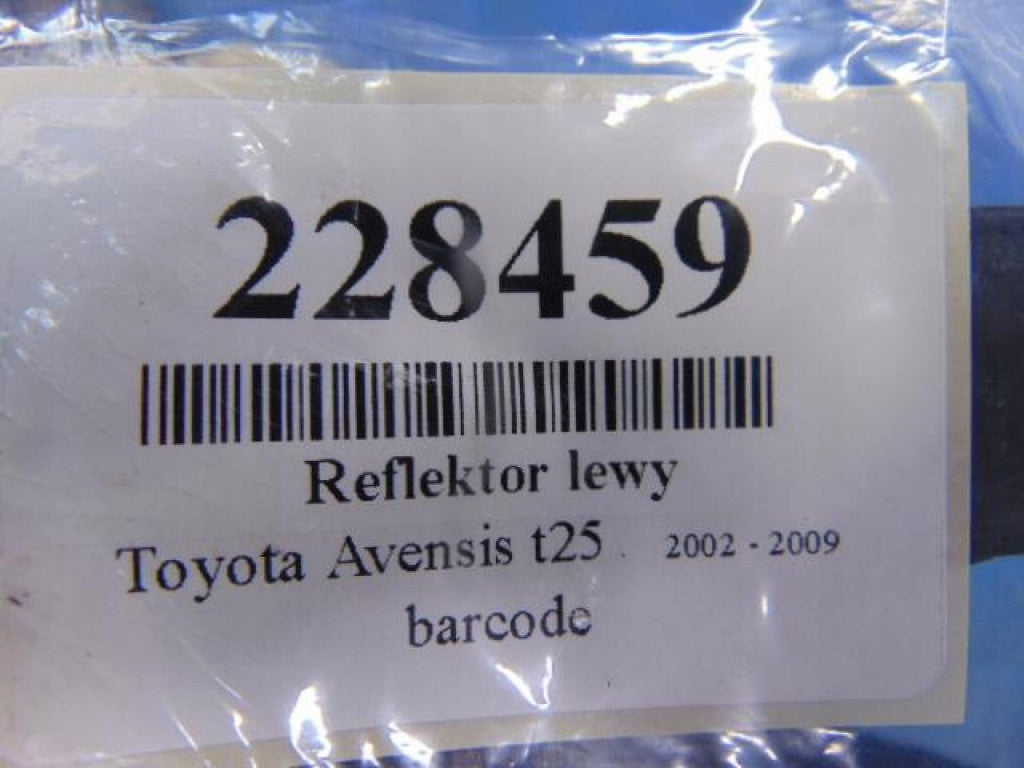 228459
Reflektor lewy
Toyota Avensis t25 2002 - 2009
barcode